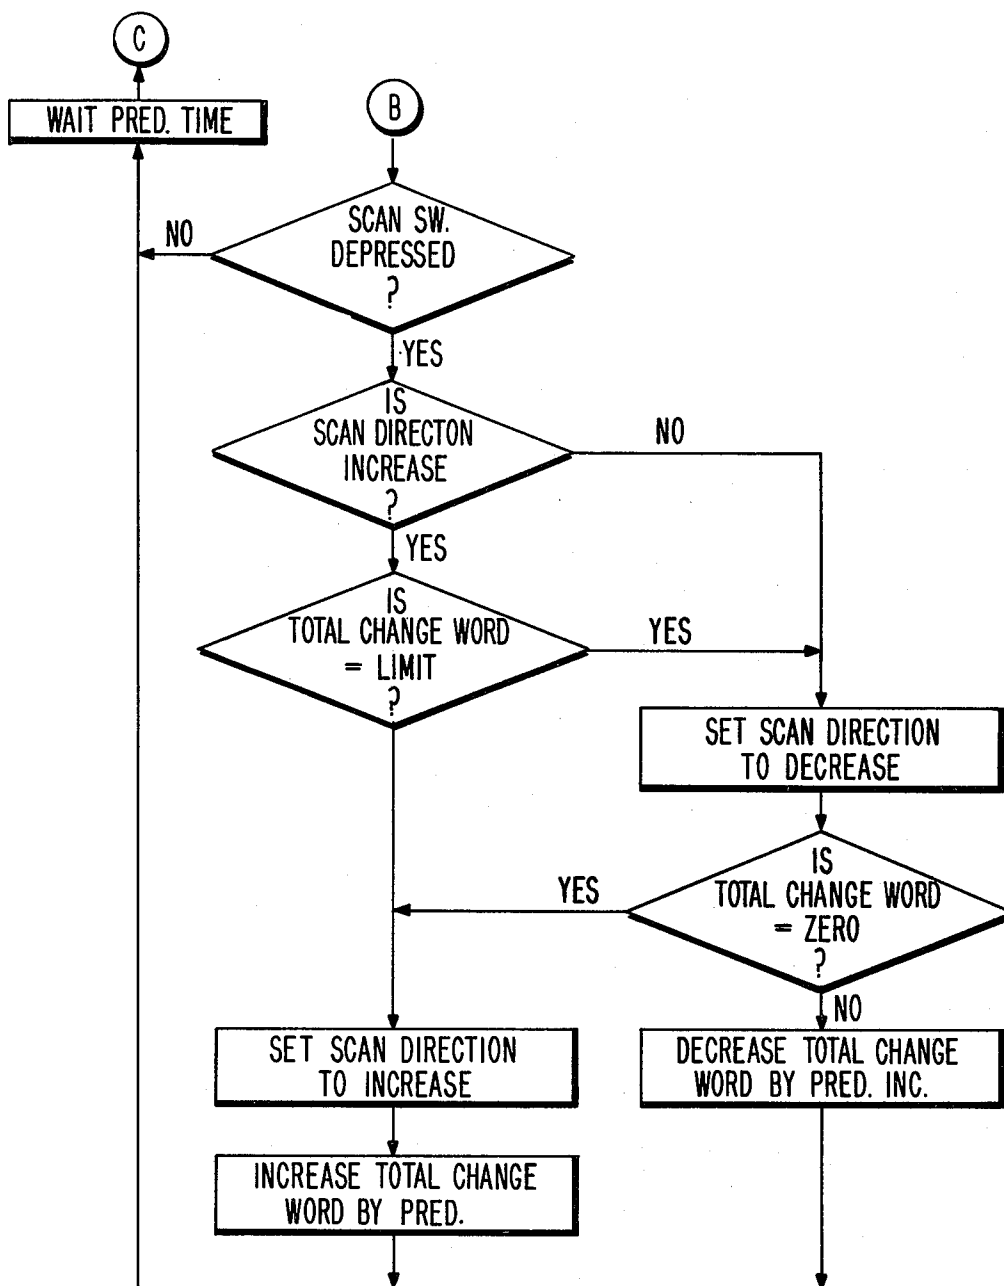 C
WAIT PRED. TIME
B
SCAN SW.
DEPRESSED
?
NO
YES
IS
SCAN DIRECTON
INCREASE
?
NO
YES
IS
TOTAL CHANGE WORD
= LIMIT
?
YES
SET SCAN DIRECTION
TO DECREASE
IS
TOTAL CHANGE WORD
= ZERO
?
YES
NO
SET SCAN DIRECTION
TO INCREASE
DECREASE TOTAL CHANGE
WORD BY PRED. INC.
INCREASE TOTAL CHANGE
WORD BY PRED.